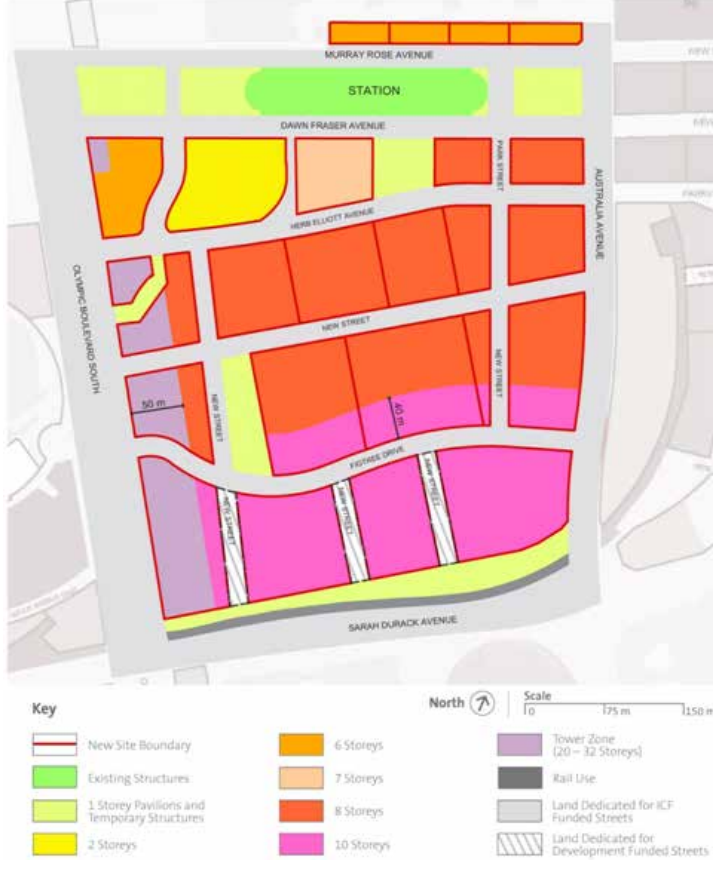 MURRAY ROSE AVENUE
STATION
DAWN FRASER AVENUE
PARK STREET
AUSTRALIA AVENUE
HERB ELLIOTT AVENUE
OLYMPIC BOULEVARD SOUTH
NEW STREET
50 m
NEW STREET
40 m
NEW STREET
FIGTREE DRIVE
NEW STREET
NEW STREET
NEW STREET
SARAH DURACK AVENUE
Key
North
Scale
0 75 m 150 m
New Site Boundary
Existing Structures
1 Storey Pavilions and
Temporary Structures
2 Storeys
6 Storeys
7 Storeys
8 Storeys
10 Storeys
Tower Zone
(20 – 32 Storeys)
Rail Use
Land Dedicated for ICF
Funded Streets
Land Dedicated for
Development Funded Streets